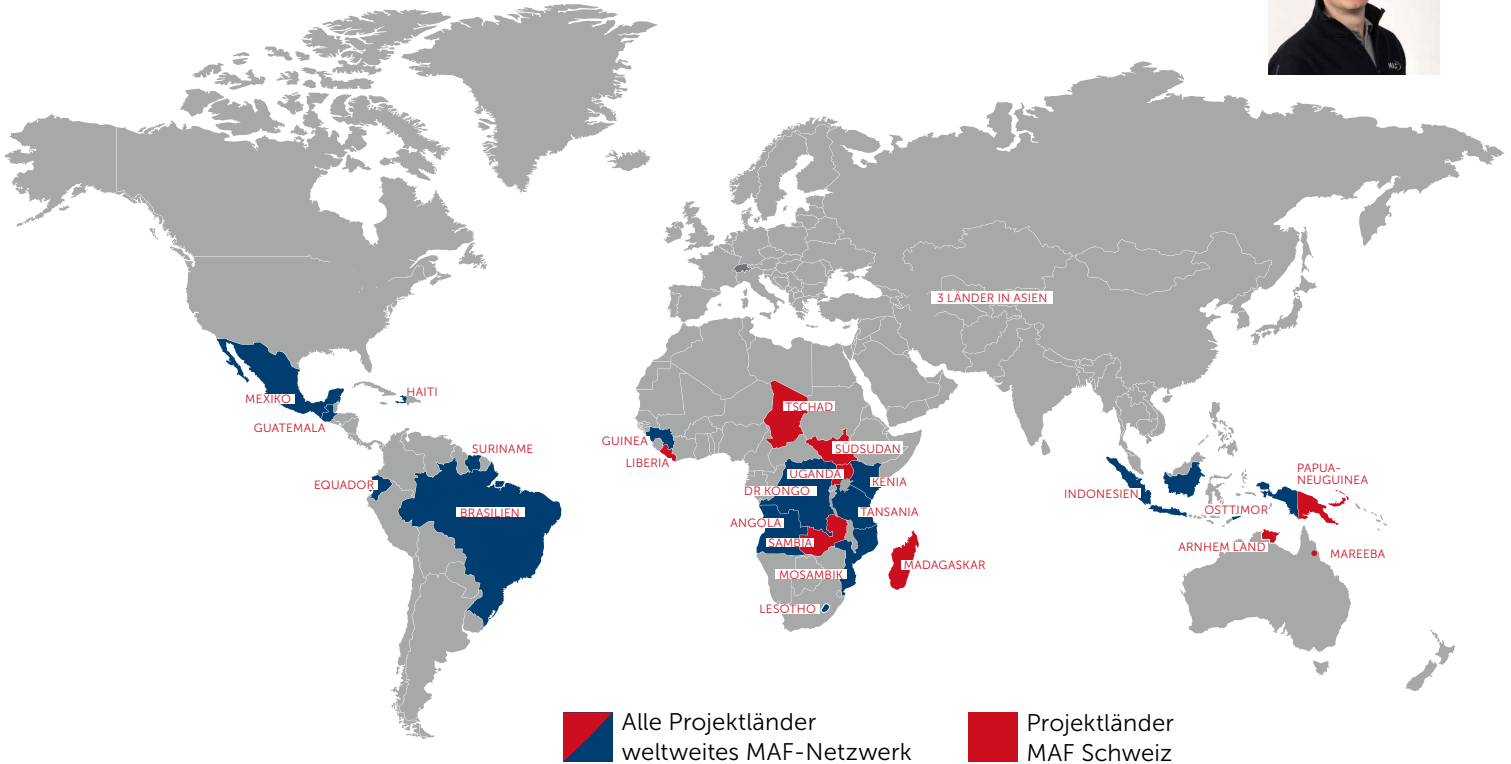 3 LÄNDER IN ASIEN
MEXIKO
HAITI
GUATEMALA
SURINAME
EQUADOR
BRASILIEN
TSCHAD
GUINEA
LIBERIA
SÜDSUDAN
UGANDA
KENIA
DR KONGO
TANSANIA
ANGOLA
SAMBIA
MADAGASKAR
MOSAMBIK
LESOTHO
INDONESIEN
OSTTIMOR
PAPUA-
NEUGUINEA
ARNHEM LAND
MAREEBA
Alle Projektländer
weltweites MAF-Netzwerk
Projektländer
MAF Schweiz